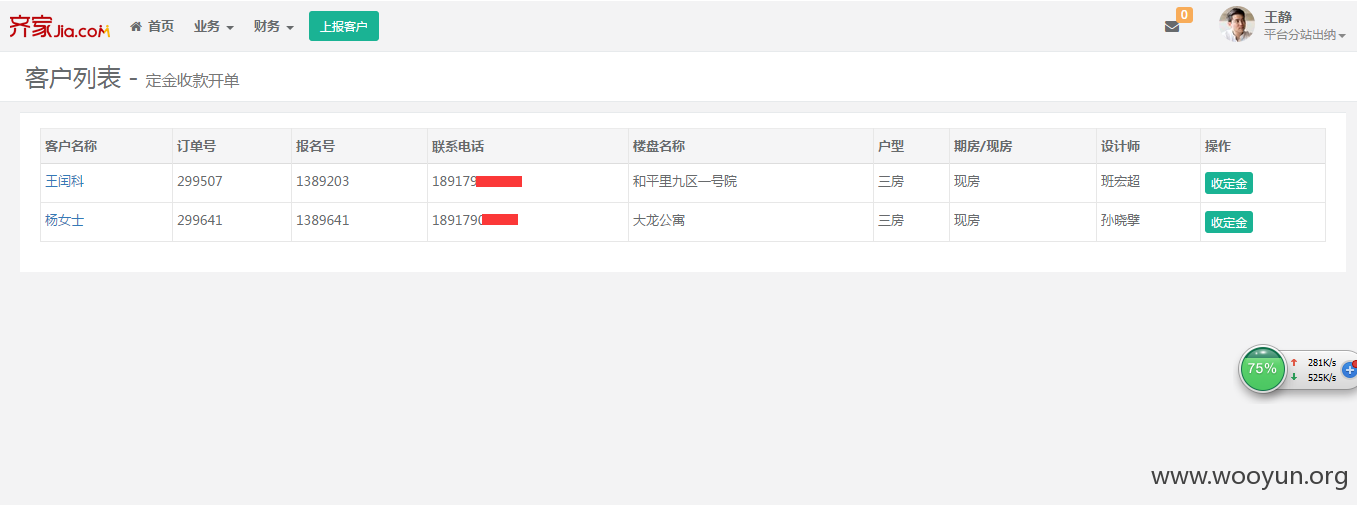 齐家Jia.com 首页 业务 财务 上报客户 0 王静
平台分站出纳
客户列表 - 定金收款开单
客户名称 订单号 报名号 联系电话 楼盘名称 户型 期房/现房 设计师 操作
王闰科 299507 1389203 189179 和平里九区一号院 三房 现房 班宏超 收定金
杨女士 299641 1389641 189179 大龙公寓 三房 现房 孙晓孽 收定金
75% 281K/s
525K/s
www.wooyun.org